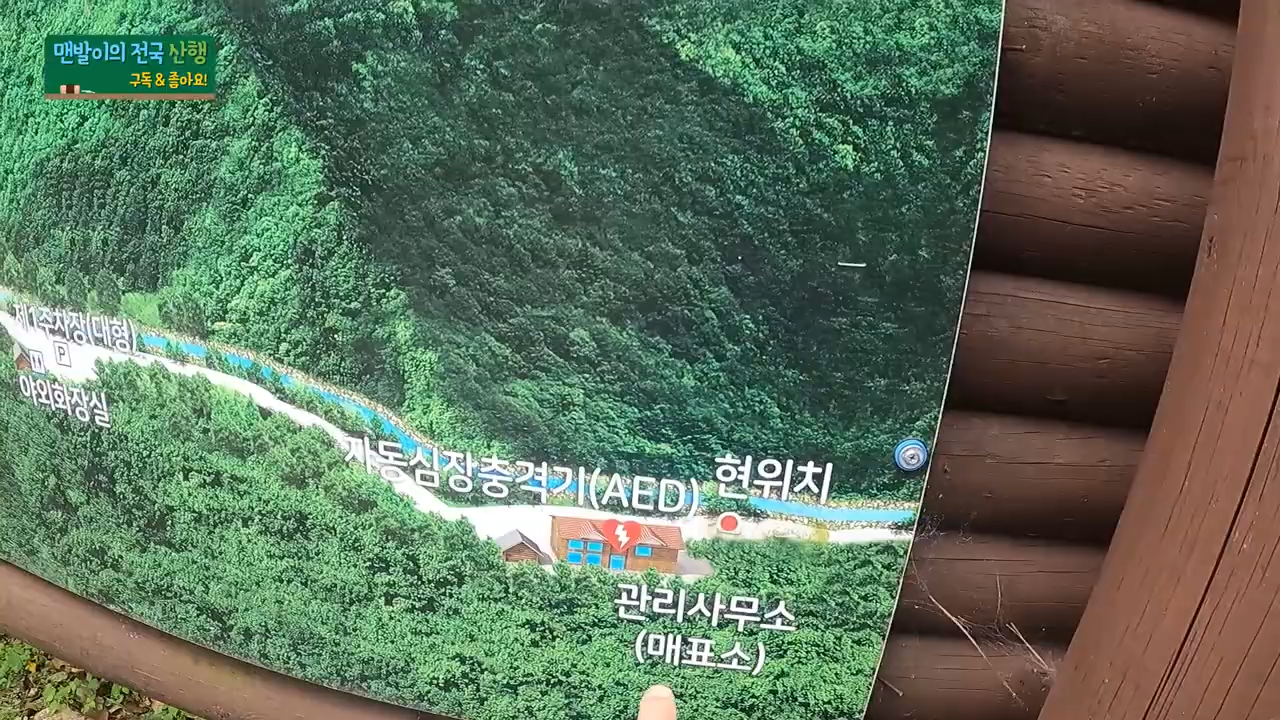 맨발이의 전국 산행
구독 & 좋아요!
제1주차장(대형)
P
야외화장실
자동심장충격기(AED)
현위치
관리사무소
(매표소)